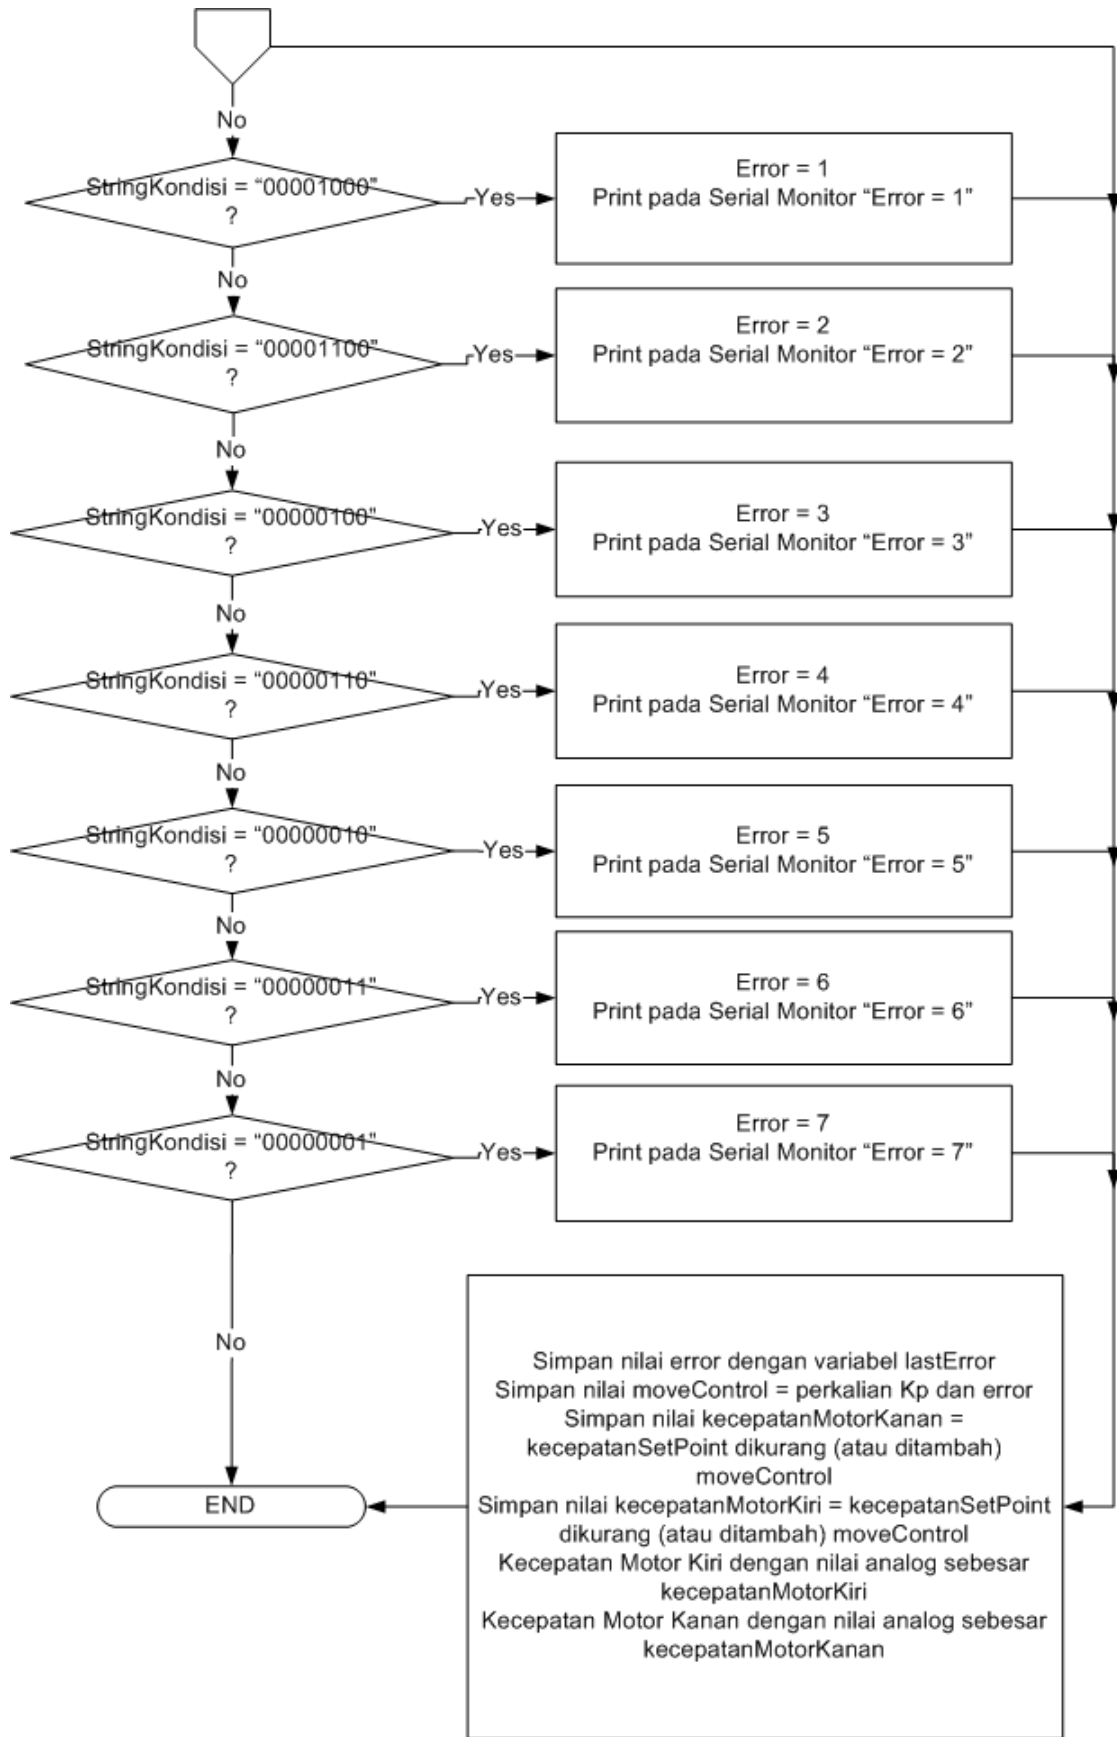 No
StringKondisi = “00001000”
?
Yes
Error = 1
Print pada Serial Monitor “Error = 1”
No
StringKondisi = “00001100”
?
Yes
Error = 2
Print pada Serial Monitor “Error = 2”
No
StringKondisi = “00000100”
?
Yes
Error = 3
Print pada Serial Monitor “Error = 3”
No
StringKondisi = “00000110”
?
Yes
Error = 4
Print pada Serial Monitor “Error = 4”
No
StringKondisi = “00000010”
?
Yes
Error = 5
Print pada Serial Monitor “Error = 5”
No
StringKondisi = “00000011”
?
Yes
Error = 6
Print pada Serial Monitor “Error = 6”
No
StringKondisi = “00000001”
?
Yes
Error = 7
Print pada Serial Monitor “Error = 7”
No
END
Simpan nilai error dengan variabel lastError
Simpan nilai moveControl = perkalian Kp dan error
Simpan nilai kecepatanMotorKanan =
kecepatanSetPoint dikurang (atau ditambah)
moveControl
Simpan nilai kecepatanMotorKiri = kecepatanSetPoint
dikurang (atau ditambah) moveControl
Kecepatan Motor Kiri dengan nilai analog sebesar
kecepatanMotorKiri
Kecepatan Motor Kanan dengan nilai analog sebesar
kecepatanMotorKanan